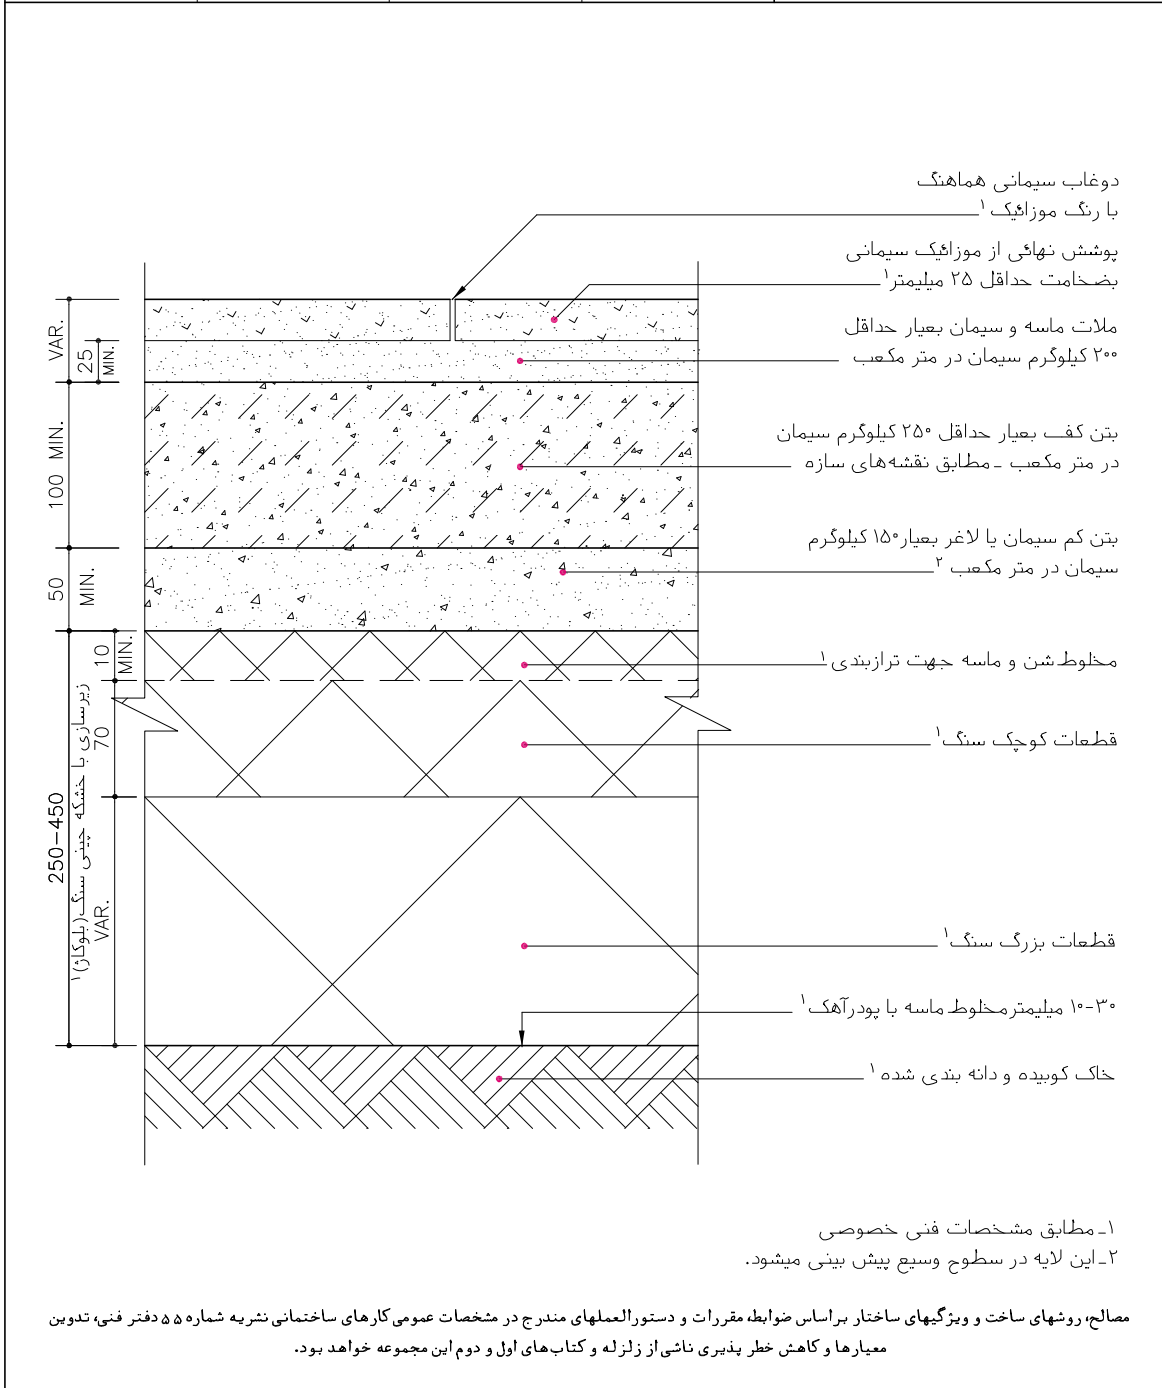 دوغاب سیمانی هماهنگ
با رنگ موزائیک ۱
پوشش نهائی از موزائیک سیمانی
بضخامت حداقل ۲۵ میلیمتر ۱
ملات ماسه و سیمان بعیار حداقل
۲۰۰ کیلوگرم سیمان در متر مکعب
بتن کف بعیار حداقل ۲۵۰ کیلوگرم سیمان
در متر مکعب - مطابق نقشه‌های سازه
بتن کم سیمان یا لاغر بعیار ۱۵۰ کیلوگرم
سیمان در متر مکعب ۲
مخلوط شن و ماسه جهت ترازبندی ۱
قطعات کوچک سنگ ۱
قطعات بزرگ سنگ ۱
۱۰-۳۰ میلیمتر مخلوط ماسه با پودر آهک ۱
خاک کوبیده و دانه بندی شده ۱
VAR.
25
MIN.
100 MIN.
50
MIN.
10
MIN.
70
250-450
زیرسازی با خشکه چینی سنگ (بلوکاژ) ۱
VAR.
۱- مطابق مشخصات فنی خصوصی
۲- این لایه در سطوح وسیع پیش بینی میشود.
مصالح، روشهای ساخت و ویژگیهای ساختار براساس ضوابط، مقررات و دستورالعملهای مندرج در مشخصات عمومی کارهای ساختمانی نشریه شماره ۵۵ دفتر فنی، تدوین
معیارها و کاهش خطر پذیری ناشی از زلزله و کتاب‌های اول و دوم این مجموعه خواهد بود.